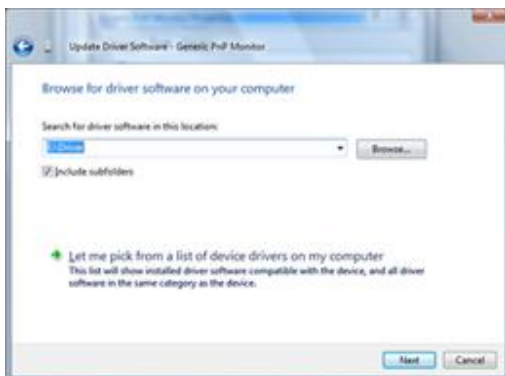 Update Driver Software - Generic PnP Monitor
Browse for driver software on your computer
Search for driver software in this location:
Browse...
Include subfolders
Let me pick from a list of device drivers on my computer
This list will show installed driver software compatible with the device, and all driver
software in the same category as the device.
Next
Cancel